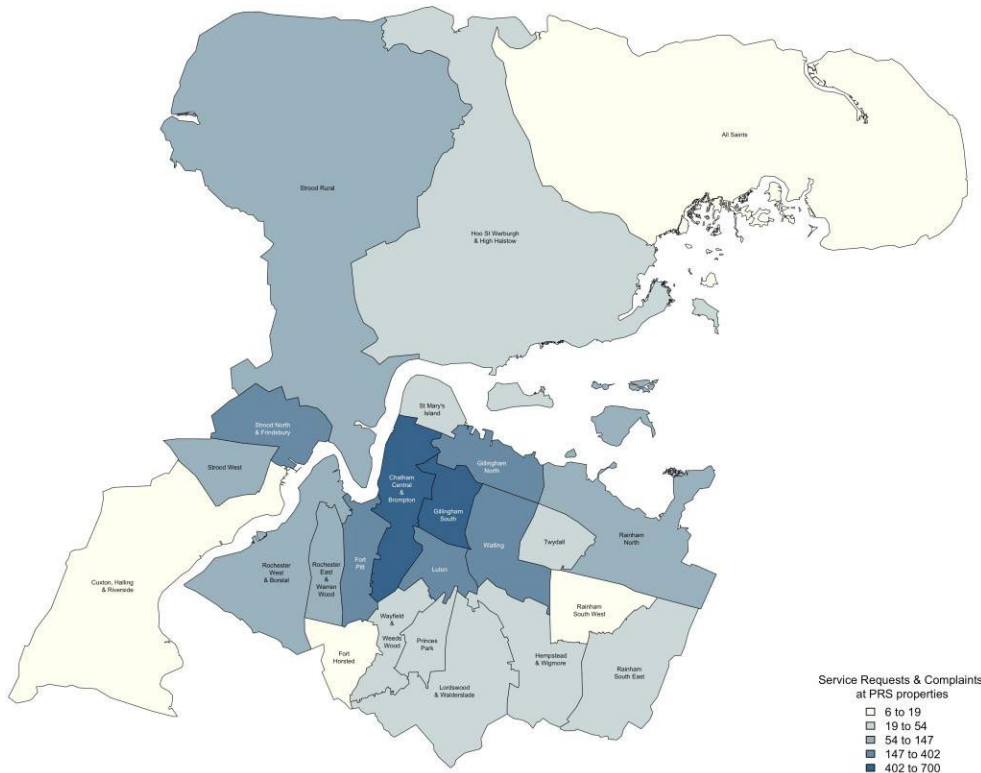 All Saints
Strood Rural
Hoo St Werburgh
& High Halstow
St Mary's
Island
Strood North
& Frindsbury
Strood West
Gillingham
North
Chatham
Central
&
Brompton
Gillingham
South
Rainham
North
Twydall
Watling
Luton
Fort
Pitt
Rochester
East
&
Warren
Wood
Rochester
West
& Borstal
Cuxton, Halling
& Riverside
Rainham
South West
Wayfield
&
Weeds
Wood
Princes
Park
Fort
Horsted
Hempstead
& Wigmore
Rainham
South East
Lordswood
& Walderslade
Service Requests & Complaints
at PRS properties
6 to 19
19 to 54
54 to 147
147 to 402
402 to 700